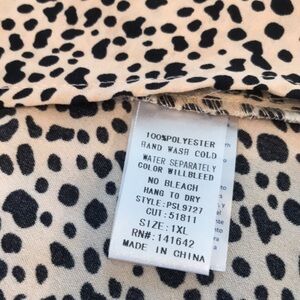 100%POLYESTER
HAND WASH COLD
WATER SEPARATELY
COLOR WILLBLEED
NO BLEACH
HANG TO DRY
STYLE:PSL9727
CUT:51811
SIZE:1XL
RN#:141642
MADE IN CHINA